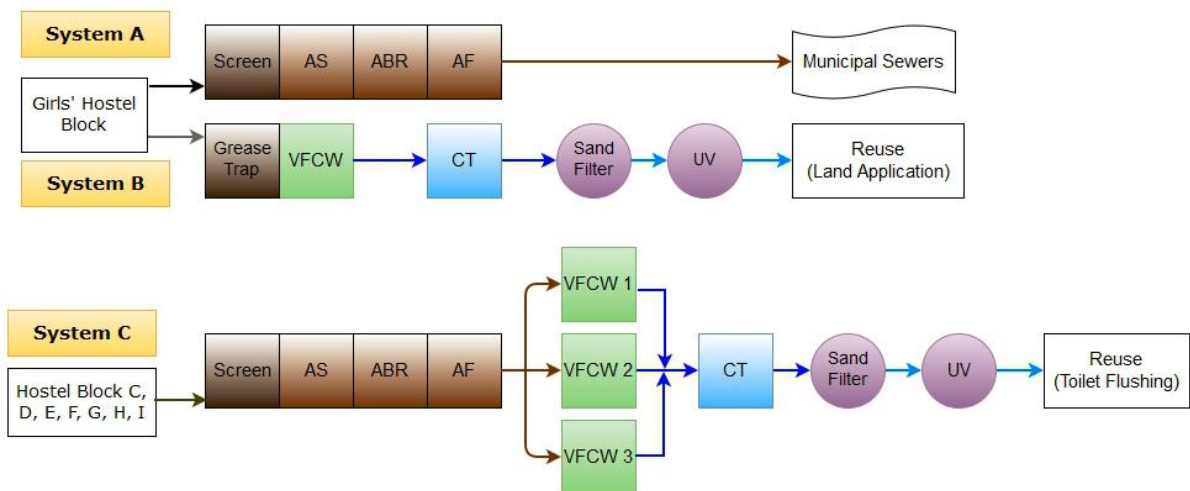 System A
Screen
AS
ABR
AF
Municipal Sewers
Girls' Hostel
Block
Grease
Trap
VFCW
CT
Sand
Filter
UV
Reuse
(Land Application)
System B
VFCW 1
System C
Screen
AS
ABR
AF
VFCW 2
CT
Sand
Filter
UV
Reuse
(Toilet Flushing)
Hostel Block C,
D, E, F, G, H, I
VFCW 3